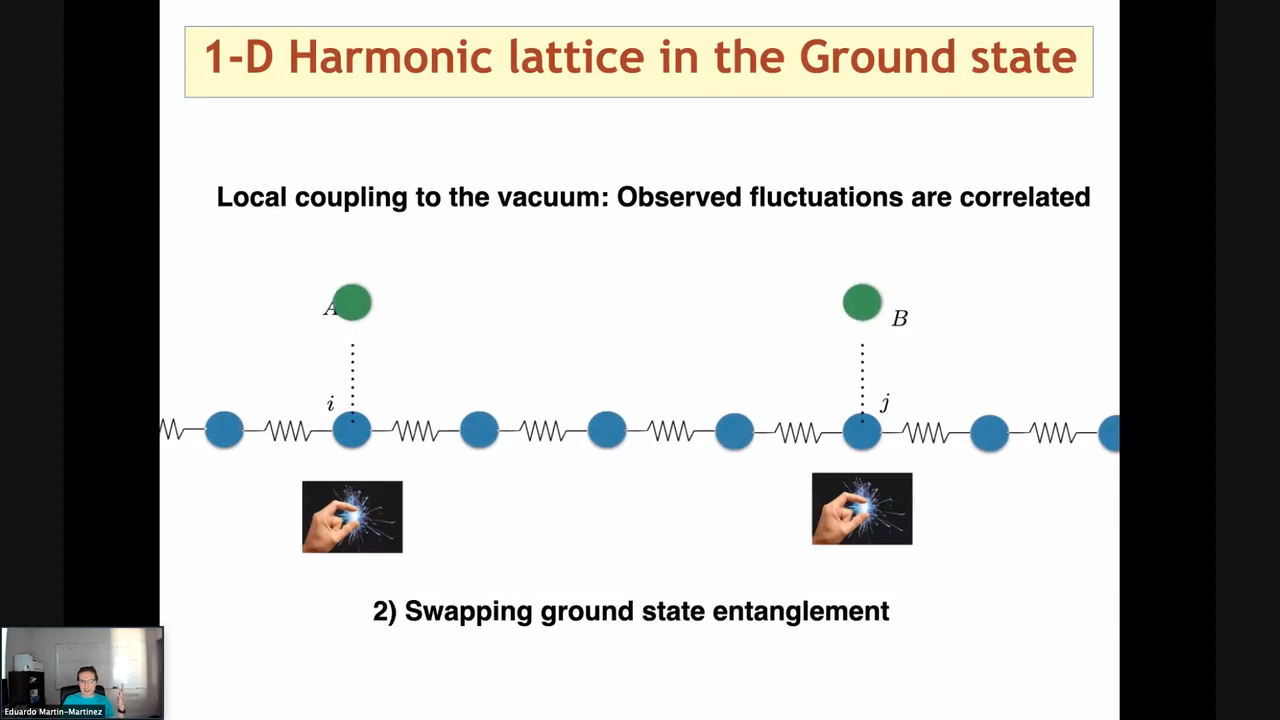 1-D Harmonic lattice in the Ground state
Local coupling to the vacuum: Observed fluctuations are correlated
A
B
i
j
2) Swapping ground state entanglement
Eduardo Martin-Martinez